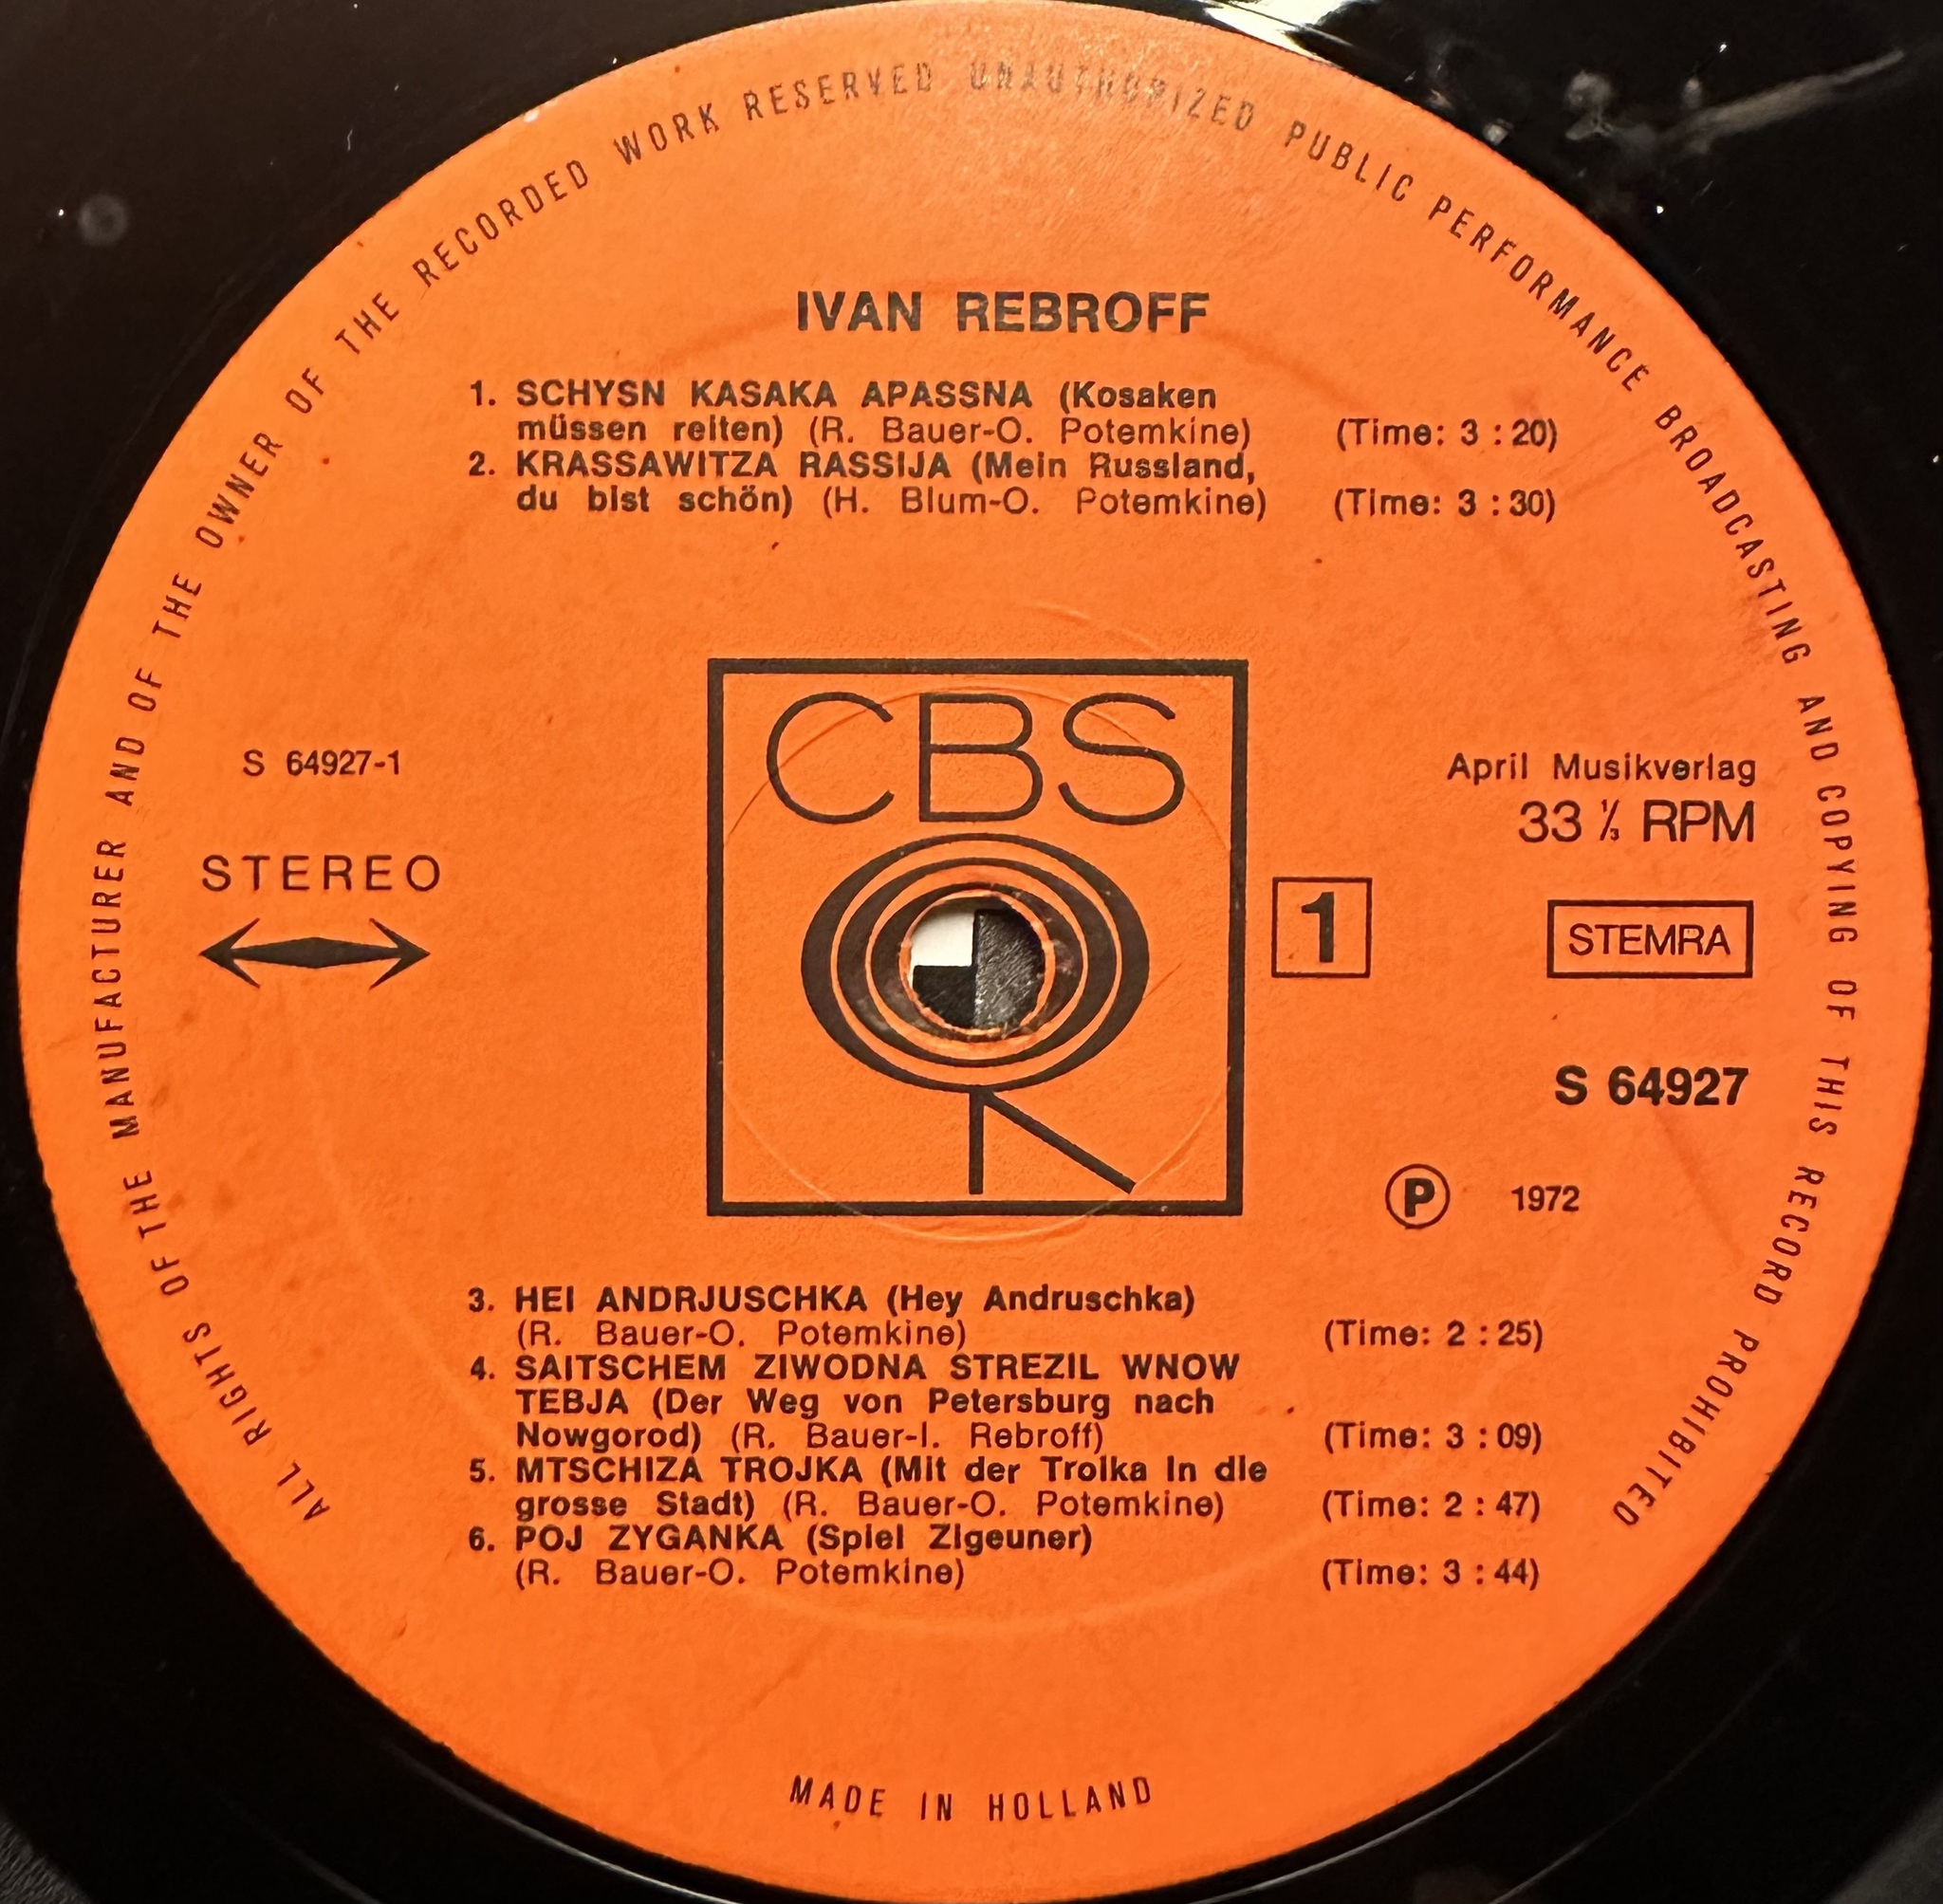 ALL RIGHTS OF THE MANUFACTURER AND OF THE OWNER OF THE RECORDED WORK RESERVED UNAUTHORIZED PUBLIC PERFORMANCE BROADCASTING AND COPYING OF THIS RECORD PROHIBITED
IVAN REBROFF
1. SCHYSN KASAKA APASSNA (Kosaken
müssen reiten) (R. Bauer-O. Potemkine) (Time: 3 : 20)
2. KRASSAWITZA RASSIJA (Mein Russland,
du bist schön) (H. Blum-O. Potemkine) (Time: 3 : 30)
CBS
S 64927-1
STEREO
1
April Musikverlag
33 ⅓ RPM
STEMRA
S 64927
Ⓟ 1972
3. HEI ANDRJUSCHKA (Hey Andruschka)
(R. Bauer-O. Potemkine) (Time: 2 : 25)
4. SAITSCHEM ZIWODNA STREZIL WNOW
TEBJA (Der Weg von Petersburg nach
Nowgorod) (R. Bauer-I. Rebroff) (Time: 3 : 09)
5. MTSCHIZA TROJKA (Mit der Troika in die
grosse Stadt) (R. Bauer-O. Potemkine) (Time: 2 : 47)
6. POJ ZYGANKA (Spiel Zigeuner)
(R. Bauer-O. Potemkine) (Time: 3 : 44)
MADE IN HOLLAND